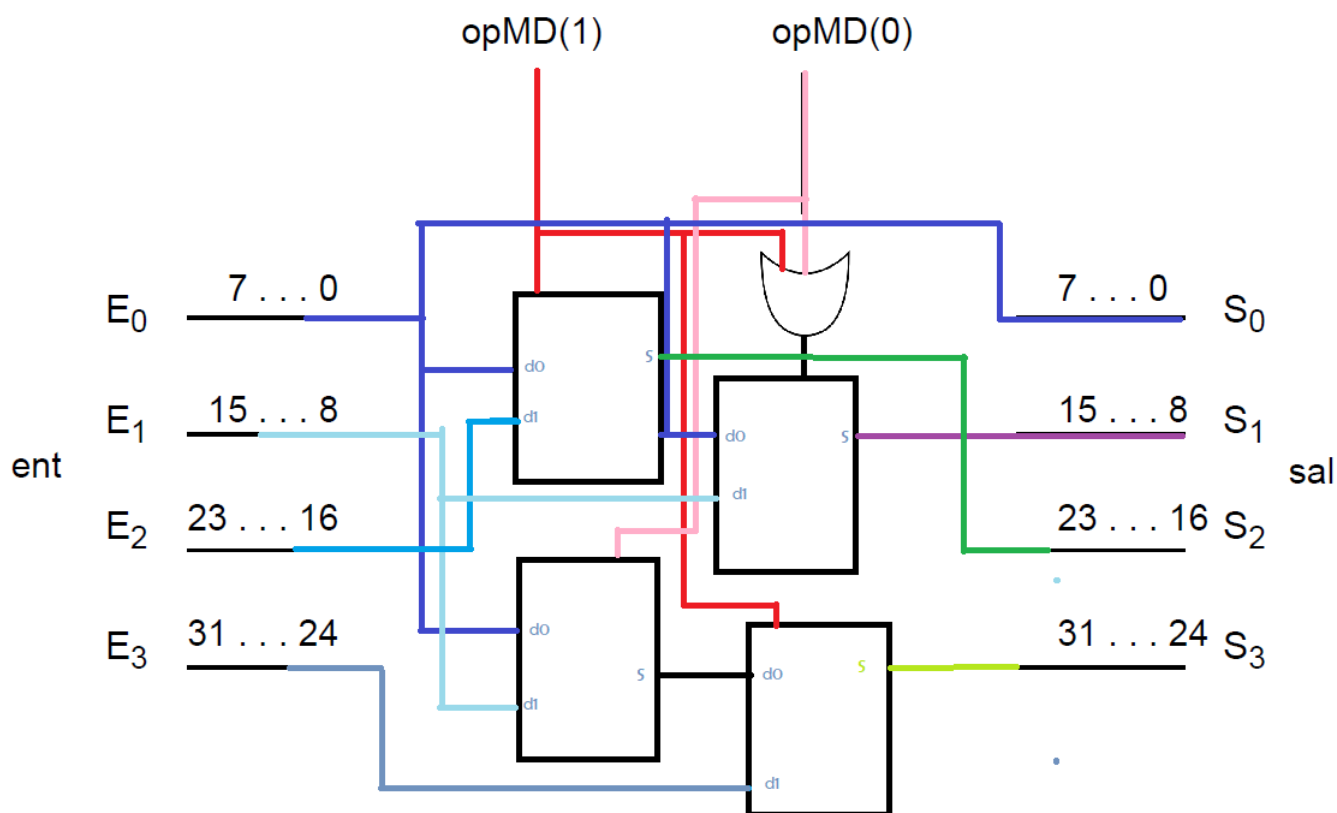 opMD(1) opMD(0)
E0 7 . . . 0 7 . . . 0 S0
d0 S
E1 15 . . . 8 d1 15 . . . 8 S1
d0 S
ent sal
d1
E2 23 . . . 16 23 . . . 16 S2
d0
E3 31 . . . 24 31 . . . 24 S3
S d0 S
d1
d1